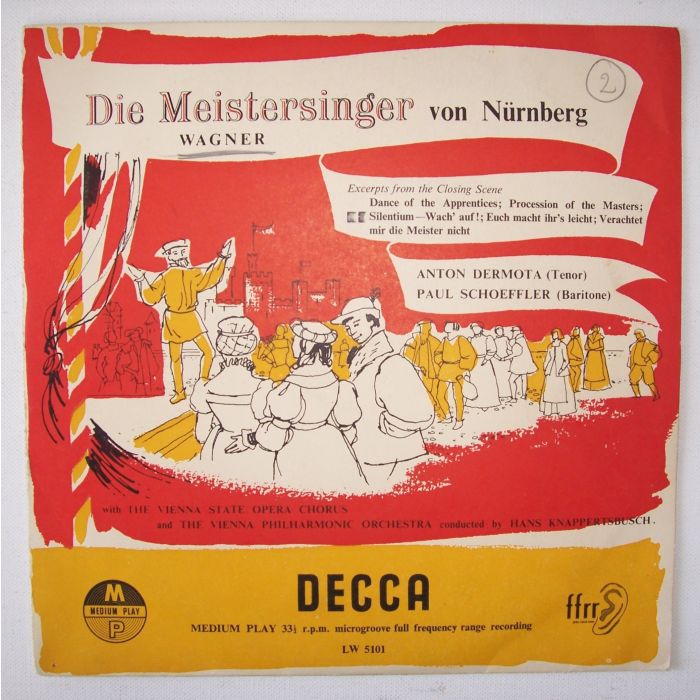 2
Die Meistersinger von Nürnberg
WAGNER
Excerpts from the Closing Scene
Dance of the Apprentices; Procession of the Masters;
Silentium—Wach' auf!; Euch macht ihr's leicht; Verachtet
mir die Meister nicht
ANTON DERMOTA (Tenor)
PAUL SCHOEFFLER (Baritone)
with THE VIENNA STATE OPERA CHORUS
and THE VIENNA PHILHARMONIC ORCHESTRA conducted by HANS KNAPPERTSBUSCH.
M
MEDIUM PLAY
P
DECCA
MEDIUM PLAY 33⅓ r.p.m. microgroove full frequency range recording
LW 5101
ffrr